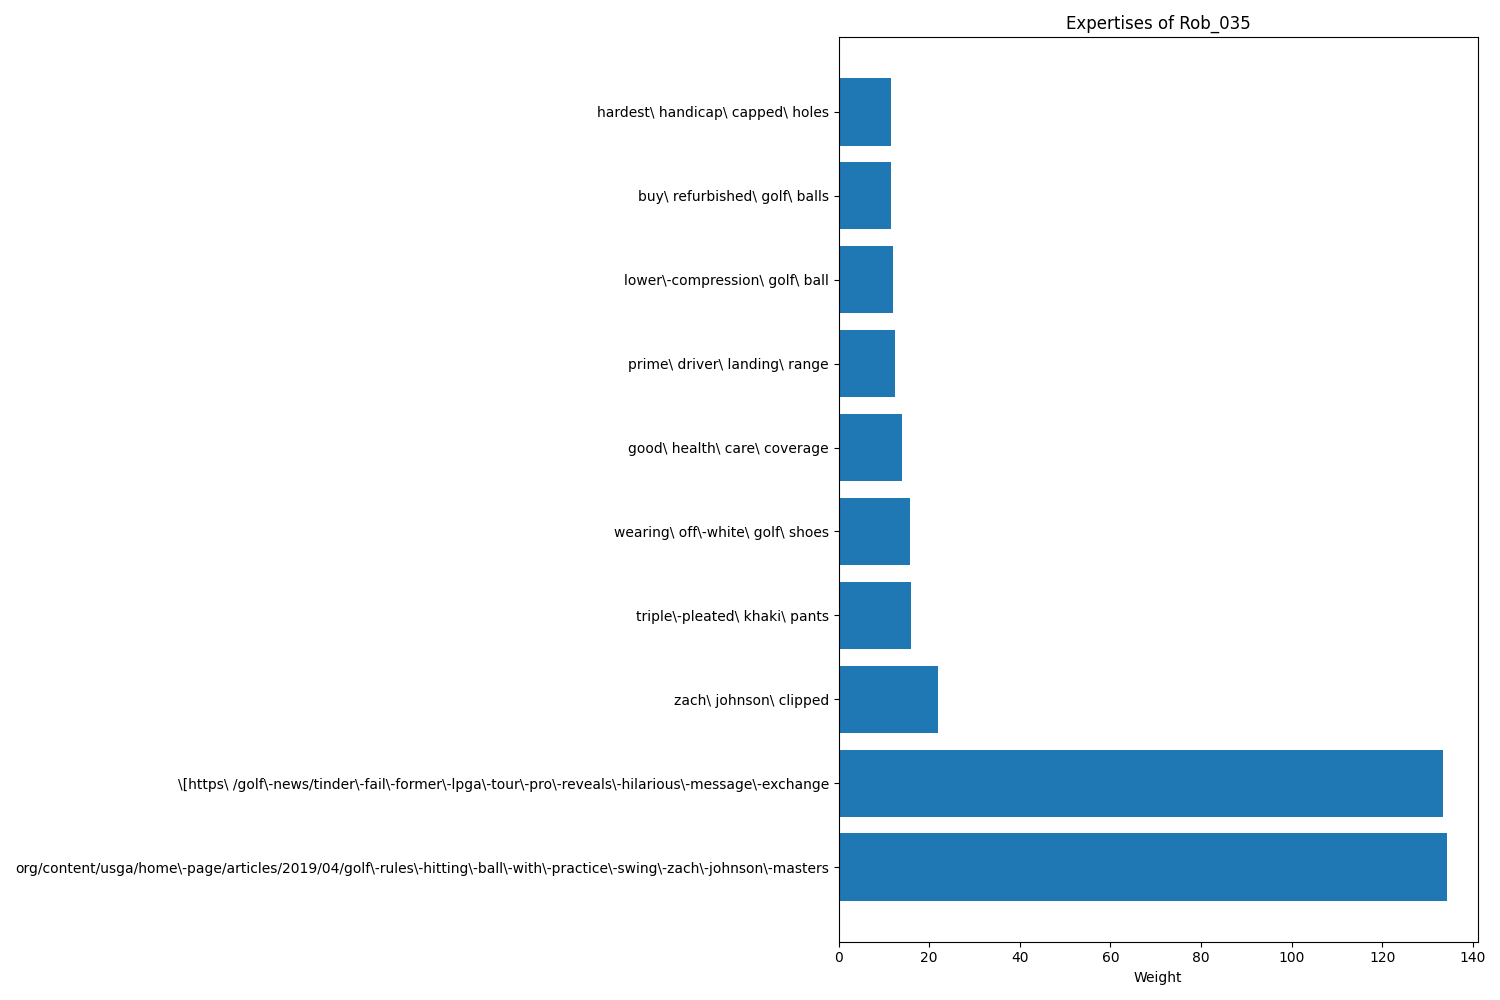 Expertises of Rob_035
hardest\ handicap\ capped\ holes
buy\ refurbished\ golf\ balls
lower\-compression\ golf\ ball
prime\ driver\ landing\ range
good\ health\ care\ coverage
wearing\ off\-white\ golf\ shoes
triple\-pleated\ khaki\ pants
zach\ johnson\ clipped
\[https\ /golf\-news/tinder\-fail\-former\-lpga\-tour\-pro\-reveals\-hilarious\-message\-exchange
org/content/usga/home\-page/articles/2019/04/golf\-rules\-hitting\-ball\-with\-practice\-swing\-zach\-johnson\-masters
0 20 40 60 80 100 120 140
Weight